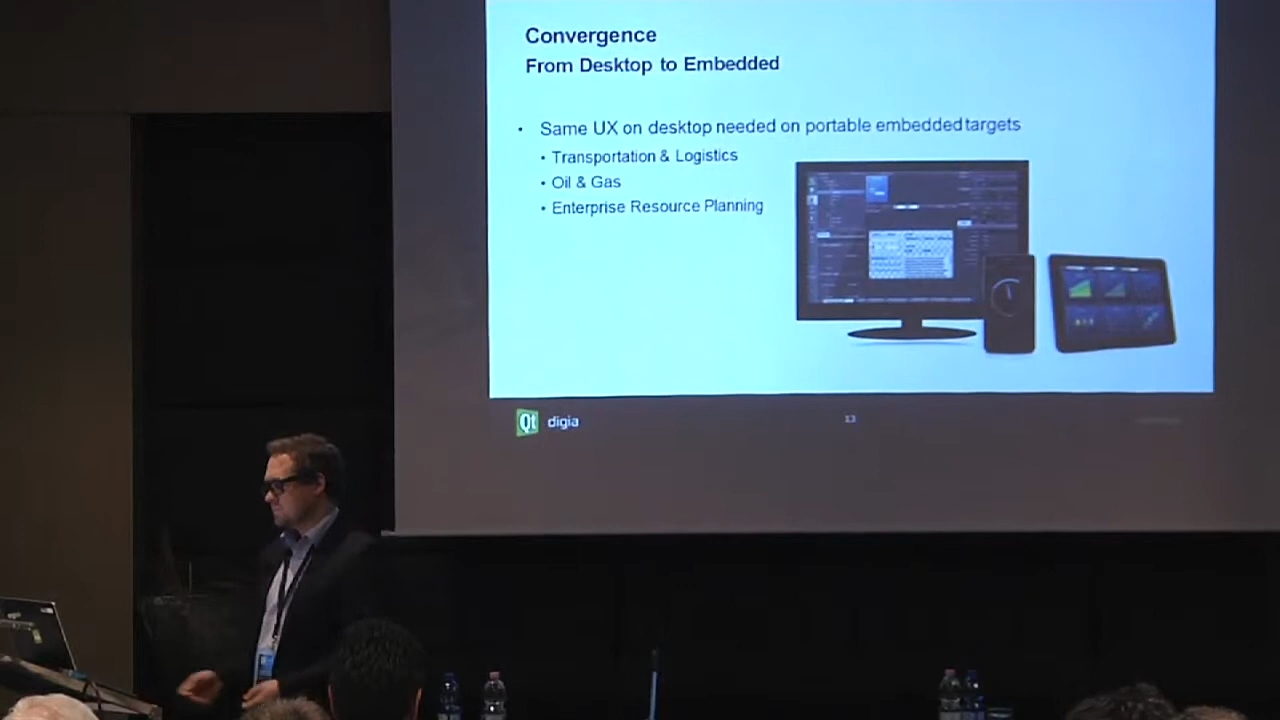 Convergence
From Desktop to Embedded
• Same UX on desktop needed on portable embedded targets
• Transportation & Logistics
• Oil & Gas
• Enterprise Resource Planning
Qt digia
13